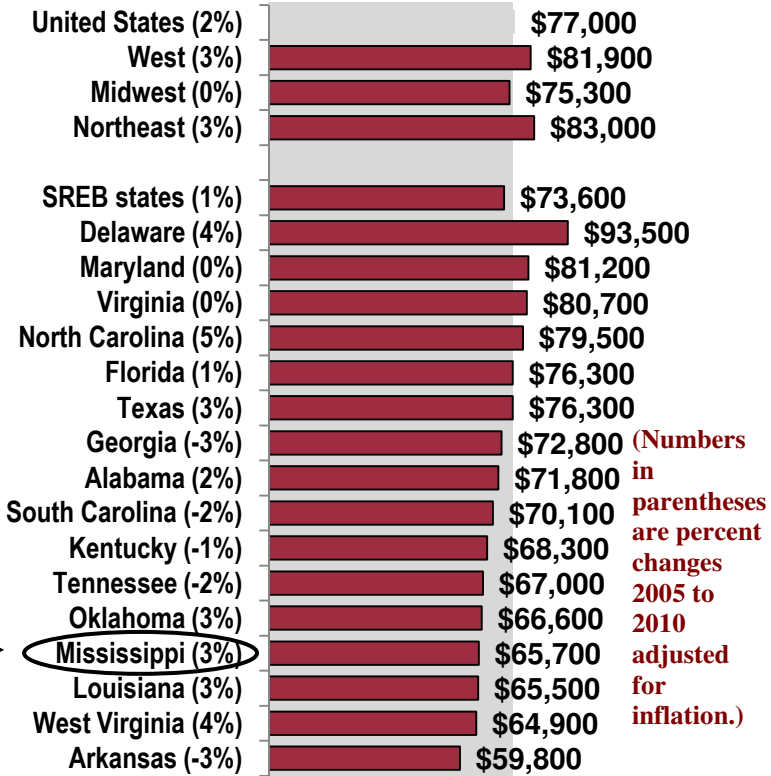 United States (2%) $77,000
West (3%) $81,900
Midwest (0%) $75,300
Northeast (3%) $83,000
SREB states (1%) $73,600
Delaware (4%) $93,500
Maryland (0%) $81,200
Virginia (0%) $80,700
North Carolina (5%) $79,500
Florida (1%) $76,300
Texas (3%) $76,300
Georgia (-3%) $72,800
Alabama (2%) $71,800
South Carolina (-2%) $70,100
Kentucky (-1%) $68,300
Tennessee (-2%) $67,000
Oklahoma (3%) $66,600
Mississippi (3%) $65,700
Louisiana (3%) $65,500
West Virginia (4%) $64,900
Arkansas (-3%) $59,800
(Numbers
in
parentheses
are percent
changes
2005 to
2010
adjusted
for
inflation.)